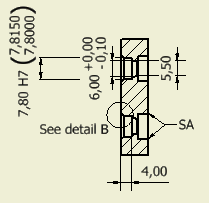 7,80 H7 (7,8150
7,8000)
6,00 +0,00
-0,10
5,50
See detail B
SA
4,00